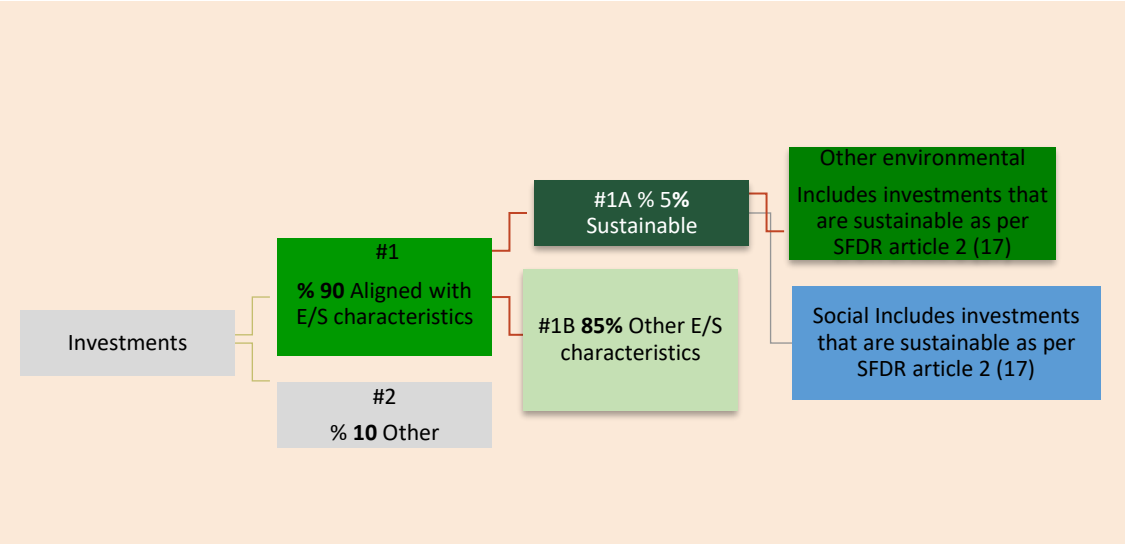 Investments
#1
% 90 Aligned with
E/S characteristics
#2
% 10 Other
#1A % 5%
Sustainable
#1B 85% Other E/S
characteristics
Other environmental
Includes investments that
are sustainable as per
SFDR article 2 (17)
Social Includes investments
that are sustainable as per
SFDR article 2 (17)